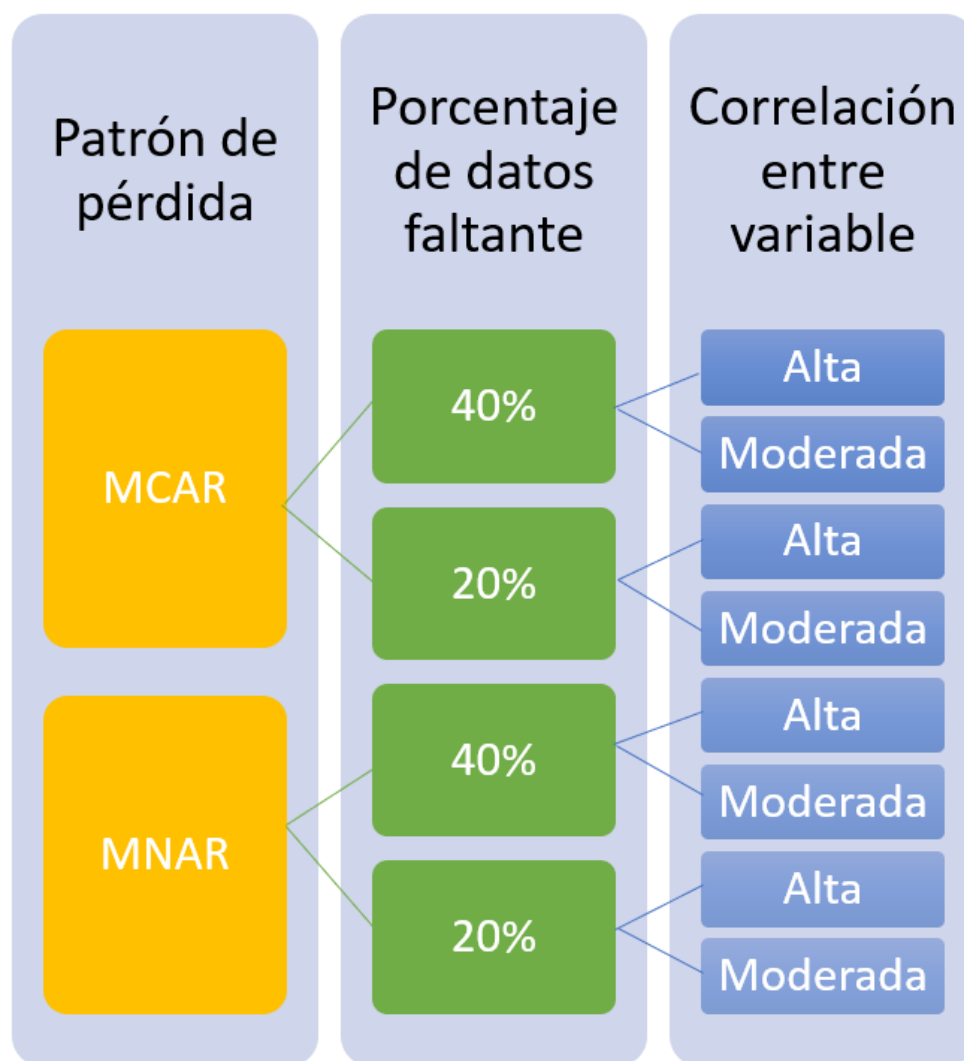 Patrón de
pérdida
Porcentaje
de datos
faltante
Correlación
entre
variable
MCAR
40%
Alta
Moderada
20%
Alta
Moderada
MNAR
40%
Alta
Moderada
20%
Alta
Moderada